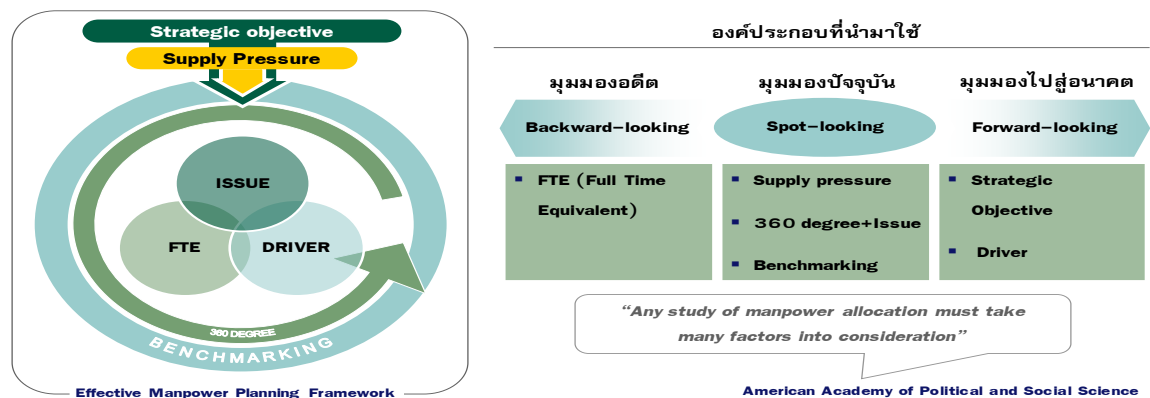 Strategic objective
Supply Pressure
ISSUE
FTE
DRIVER
360 DEGREE
BENCHMARKING
Effective Manpower Planning Framework
องค์ประกอบที่นำมาใช้
มุมมองอดีต
มุมมองปัจจุบัน
มุมมองไปสู่อนาคต
Backward-looking
Spot-looking
Forward-looking
▪ FTE (Full Time
Equivalent)
▪ Supply pressure
▪ 360 degree+Issue
▪ Benchmarking
▪ Strategic
Objective
▪ Driver
“Any study of manpower allocation must take
many factors into consideration”
American Academy of Political and Social Science